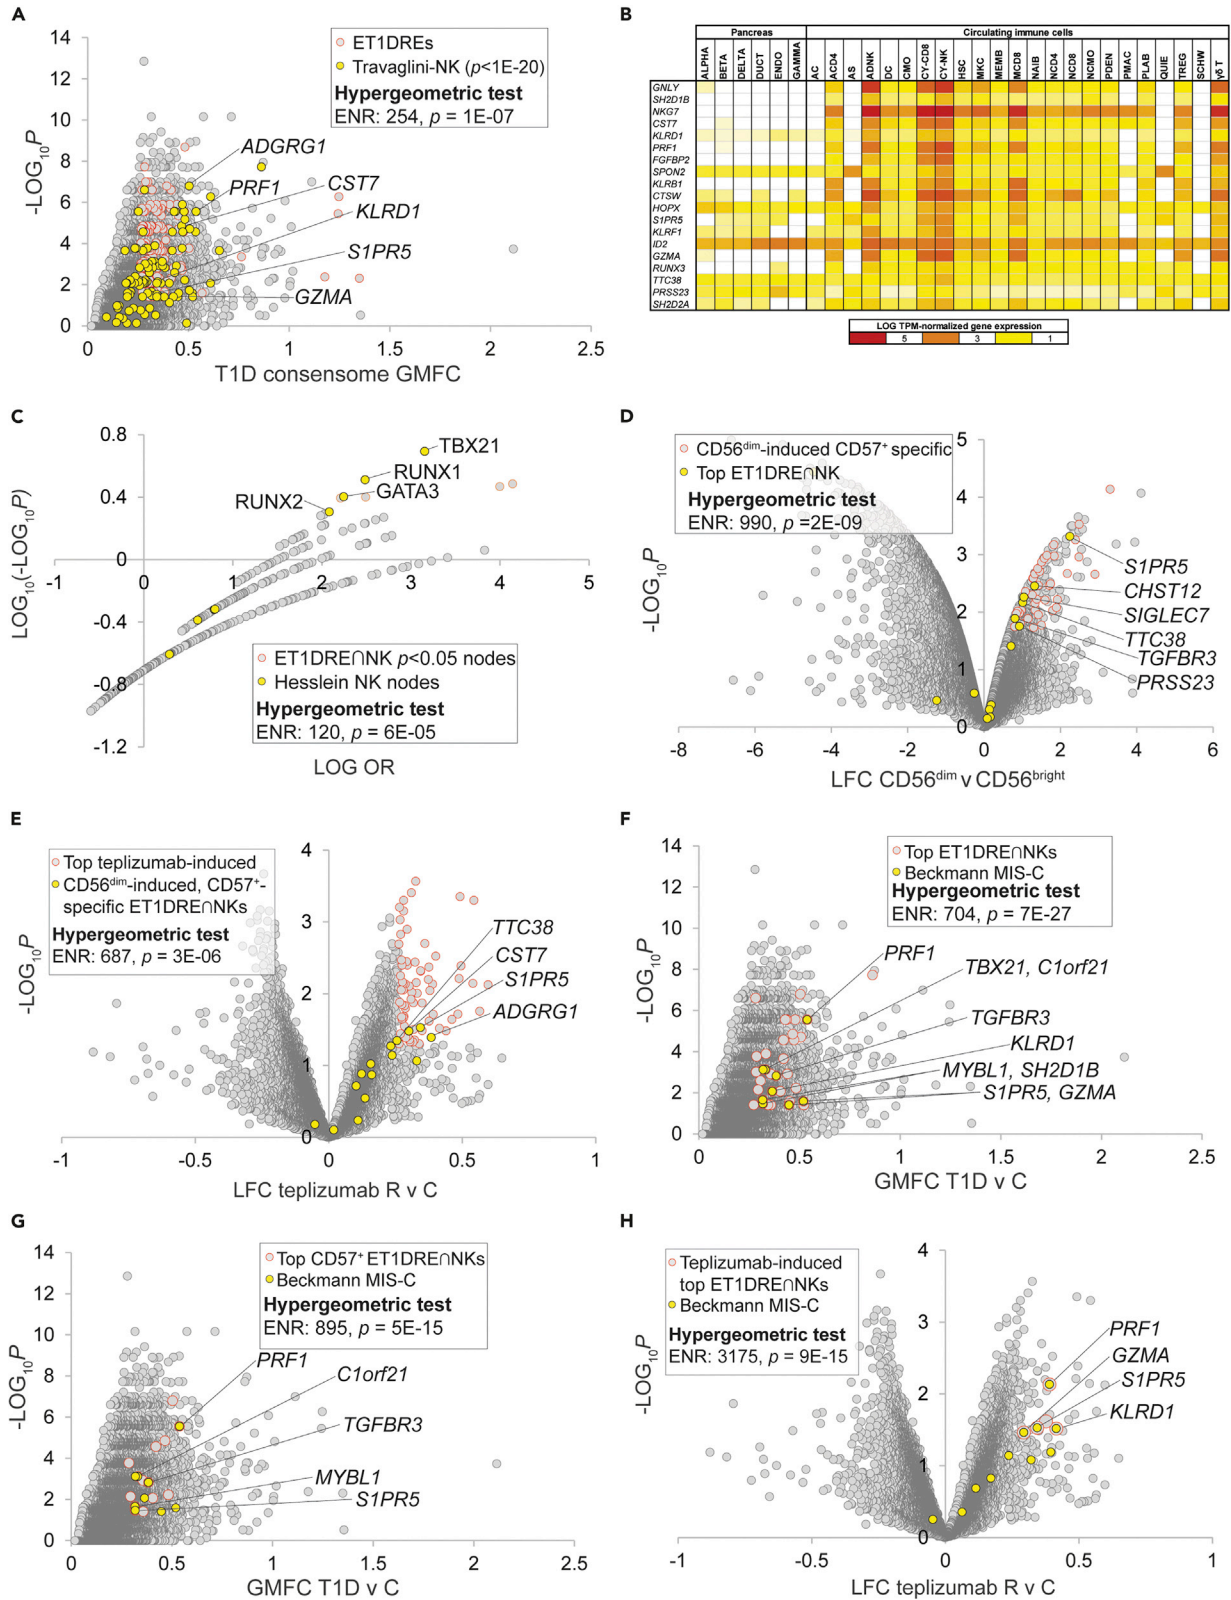 A
ET1DREs
Travaglini-NK (p<1E-20)
Hypergeometric test
ENR: 254, p = 1E-07
ADGRG1
PRF1
CST7
KLRD1
S1PR5
GZMA
-LOG10P
14
12
10
8
6
4
2
0
0 0.5 1 1.5 2 2.5
T1D consensome GMFC
B
Pancreas Circulating immune cells
ALPHA BETA DELTA DUCT ENDO GAMMA AC ACD4 AS ADNK DC CMO CY-CD8 CY-NK HSC MKC MEMB MCD8 NAIB NCD4 NCD8 NCMO PDEN PMAC PLAB QUIE TREG SCHW γδ T
GNLY
SH2D1B
NKG7
CST7
KLRD1
PRF1
FGFBP2
SPON2
KLRB1
CTSW
HOPX
S1PR5
KLRF1
ID2
GZMA
RUNX3
TTC38
PRSS23
SH2D2A
LOG TPM-normalized gene expression
5 3 1
C
0.8
0.4
0
-0.4
-0.8
-1.2
LOG10(-LOG10P)
TBX21
RUNX1
GATA3
RUNX2
-1 0 1 2 3 4 5
ET1DRE∩NK p<0.05 nodes
Hesslein NK nodes
Hypergeometric test
ENR: 120, p = 6E-05
LOG OR
D
CD56dim-induced CD57+ specific
Top ET1DRE∩NK
Hypergeometric test
ENR: 990, p =2E-09
-LOG10P
5
4
3
2
1
0
S1PR5
CHST12
SIGLEC7
TTC38
TGFBR3
PRSS23
-8 -6 -4 -2 0 2 4 6
LFC CD56dim v CD56bright
E
Top teplizumab-induced
CD56dim-induced, CD57+-
specific ET1DRE∩NKs
Hypergeometric test
ENR: 687, p = 3E-06
-LOG10P
4
3
2
1
0
TTC38
CST7
S1PR5
ADGRG1
-1 -0.5 0 0.5 1
LFC teplizumab R v C
F
Top ET1DRE∩NKs
Beckmann MIS-C
Hypergeometric test
ENR: 704, p = 7E-27
-LOG10P
14
12
10
8
6
4
2
0
PRF1
TBX21, C1orf21
TGFBR3
KLRD1
MYBL1, SH2D1B
S1PR5, GZMA
0 0.5 1 1.5 2 2.5
GMFC T1D v C
G
Top CD57+ ET1DRE∩NKs
Beckmann MIS-C
Hypergeometric test
ENR: 895, p = 5E-15
-LOG10P
14
12
10
8
6
4
2
0
PRF1
C1orf21
TGFBR3
MYBL1
S1PR5
0 0.5 1 1.5 2 2.5
GMFC T1D v C
H
Teplizumab-induced
top ET1DRE∩NKs
Beckmann MIS-C
Hypergeometric test
ENR: 3175, p = 9E-15
-LOG10P
4
3
2
1
0
PRF1
GZMA
S1PR5
KLRD1
-1 -0.5 0 0.5 1
LFC teplizumab R v C